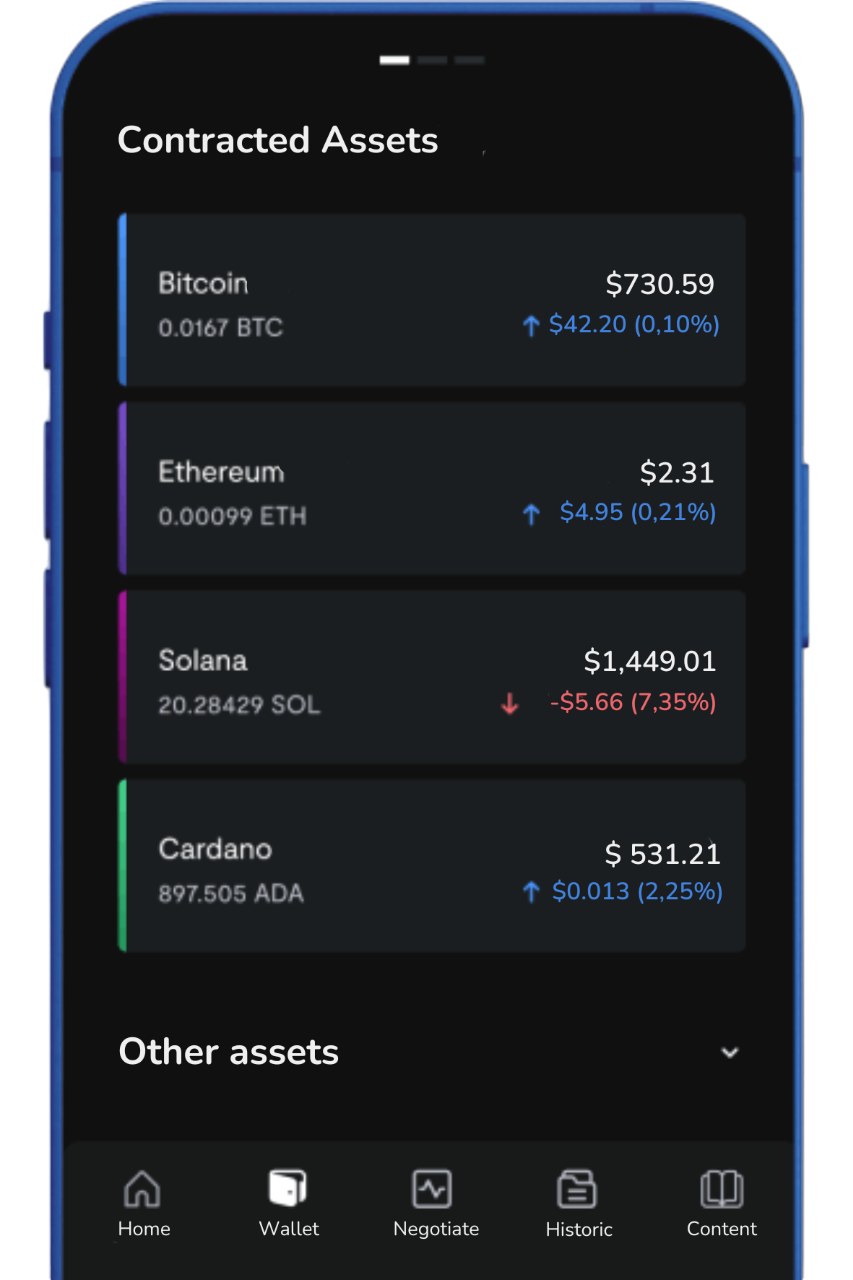 Contracted Assets
Bitcoin
$730.59
0.0167 BTC
↑ $42.20 (0,10%)
Ethereum
$2.31
0.00099 ETH
↑ $4.95 (0,21%)
Solana
$1,449.01
20.28429 SOL
↓ -$5.66 (7,35%)
Cardano
$ 531.21
897.505 ADA
↑ $0.013 (2,25%)
Other assets
Home
Wallet
Negotiate
Historic
Content